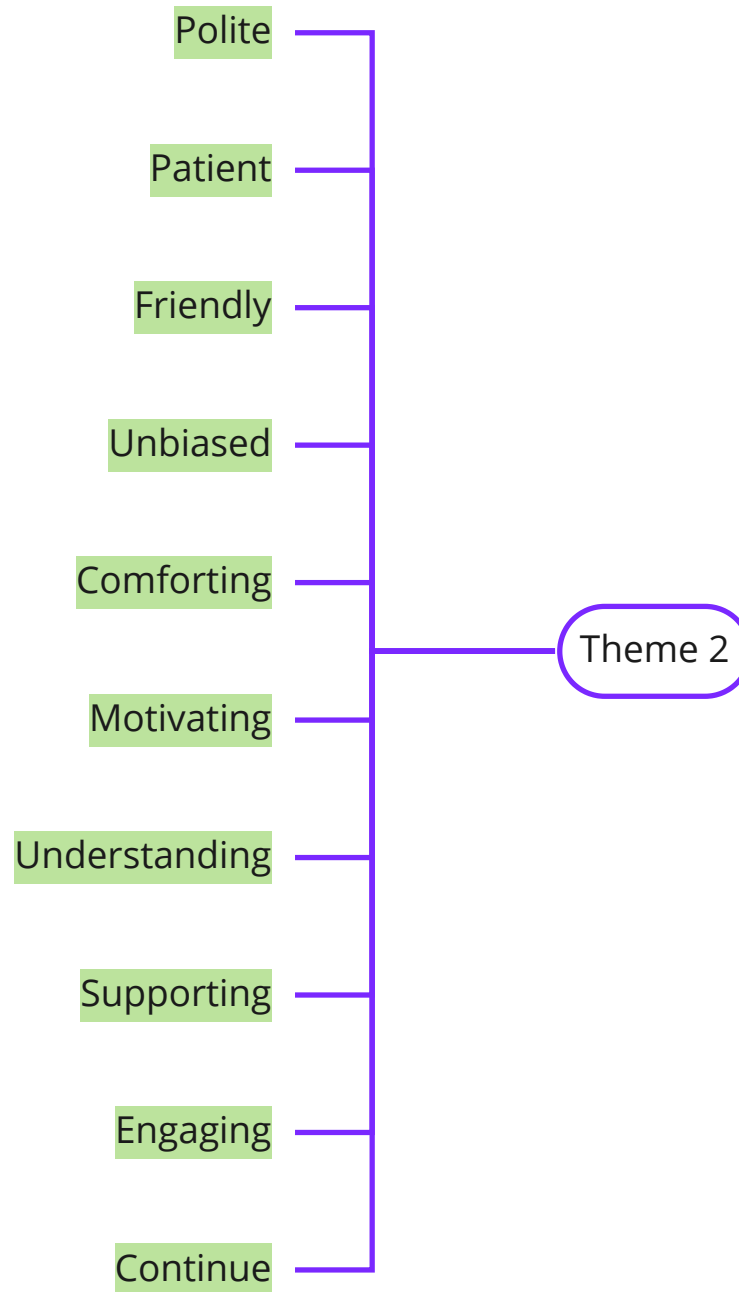 Polite
Patient
Friendly
Unbiased
Comforting
Theme 2
Motivating
Understanding
Supporting
Engaging
Continue